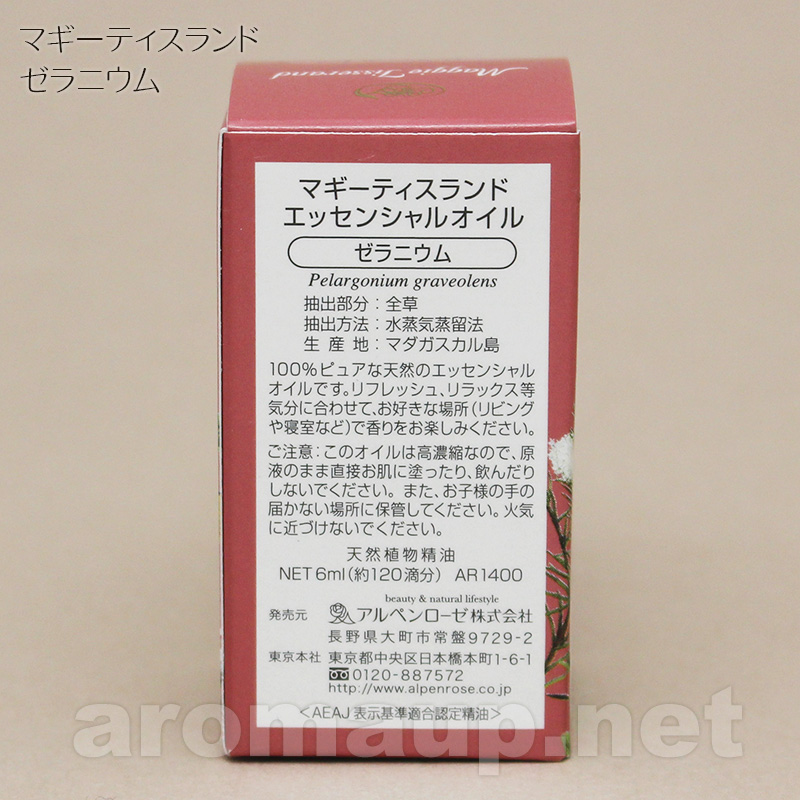 マギーティスランド
ゼラニウム
Maggie Tisserand
マギーティスランド
エッセンシャルオイル
ゼラニウム
Pelargonium graveolens
抽出部分：全草
抽出方法：水蒸気蒸留法
生産地：マダガスカル島
100%ピュアな天然のエッセンシャル
オイルです。リフレッシュ、リラックス等
気分に合わせて、お好きな場所（リビング
や寝室など）で香りをお楽しみください。
ご注意：このオイルは高濃縮なので、原
液のまま直接お肌に塗ったり、飲んだり
しないでください。また、お子様の手の
届かない場所に保管してください。火気
に近づけないでください。
天然植物精油
NET 6ml（約120滴分） AR1400
beauty & natural lifestyle
発売元 アルペンローゼ株式会社
長野県大町市常盤9729-2
東京本社 東京都中央区日本橋本町1-6-1
0120-887572
http://www.alpenrose.co.jp
＜AEAJ 表示基準適合認定精油＞
aromaup.net